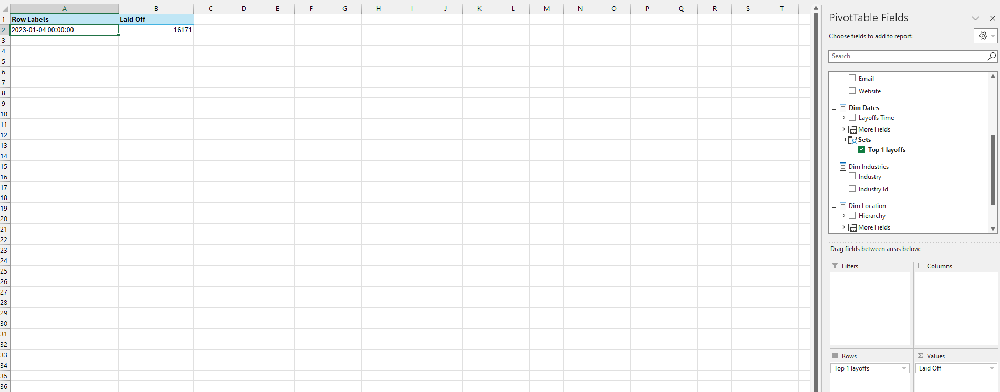 A B C D E F G H I J K L M N O P Q R S T
1 Row Labels Laid Off
2 2023-01-04 00:00:00 16171
3
4
5
6
7
8
9
10
11
12
13
14
15
16
17
18
19
20
21
22
23
24
25
26
27
28
29
30
31
32
33
34
35
36
PivotTable Fields
Choose fields to add to report:
Search
Email
Website
Dim Dates
Layoffs Time
More Fields
Sets
Top 1 layoffs
Dim Industries
Industry
Industry Id
Dim Location
Hierarchy
More Fields
Drag fields between areas below:
Filters
Columns
Rows
Σ Values
Top 1 layoffs
Laid Off